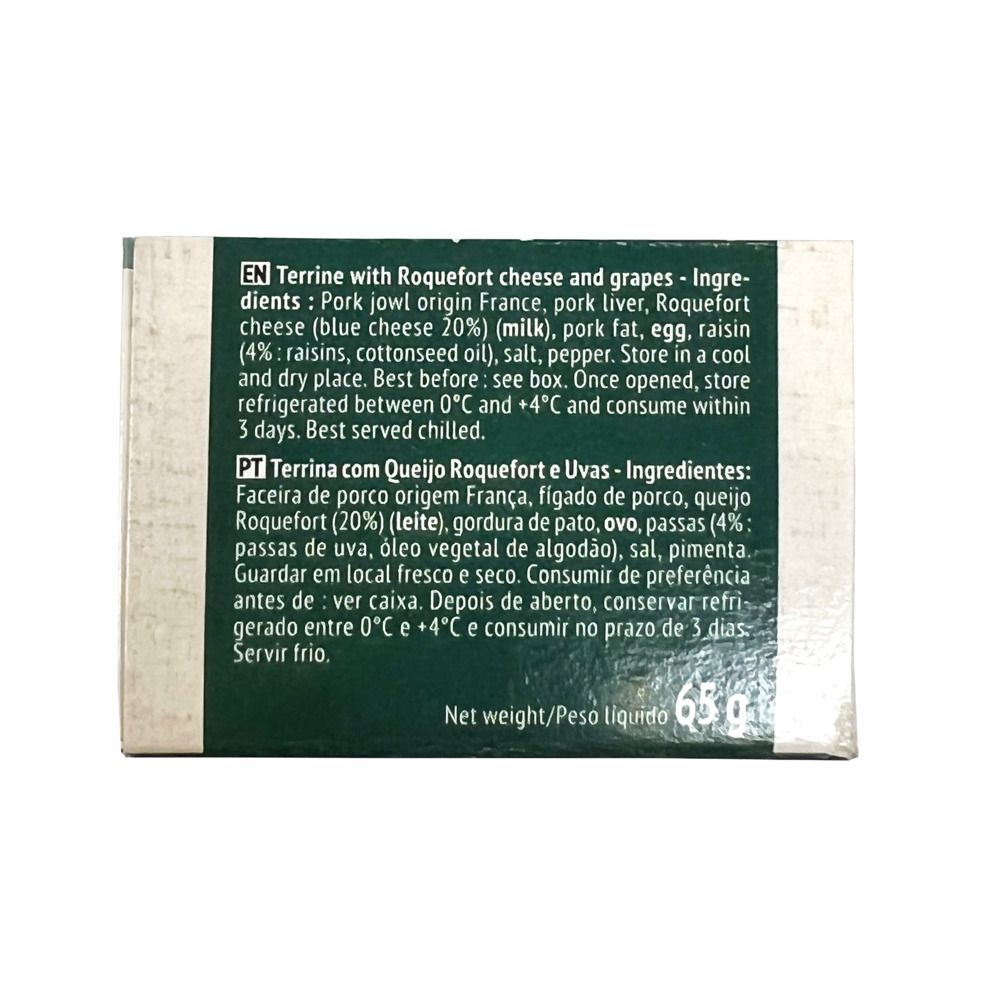 EN Terrine with Roquefort cheese and grapes - Ingre-
dients : Pork jowl origin France, pork liver, Roquefort
cheese (blue cheese 20%) (milk), pork fat, egg, raisin
(4% : raisins, cottonseed oil), salt, pepper. Store in a cool
and dry place. Best before : see box. Once opened, store
refrigerated between 0°C and +4°C and consume within
3 days. Best served chilled.
PT Terrina com Queijo Roquefort e Uvas - Ingredientes:
Faceira de porco origem França, fígado de porco, queijo
Roquefort (20%) (leite), gordura de pato, ovo, passas (4% :
passas de uva, óleo vegetal de algodão), sal, pimenta.
Guardar em local fresco e seco. Consumir de preferência
antes de : ver caixa. Depois de aberto, conservar refri-
gerado entre 0°C e +4°C e consumir no prazo de 3 dias.
Servir frio.
Net weight/Peso líquido 65 g